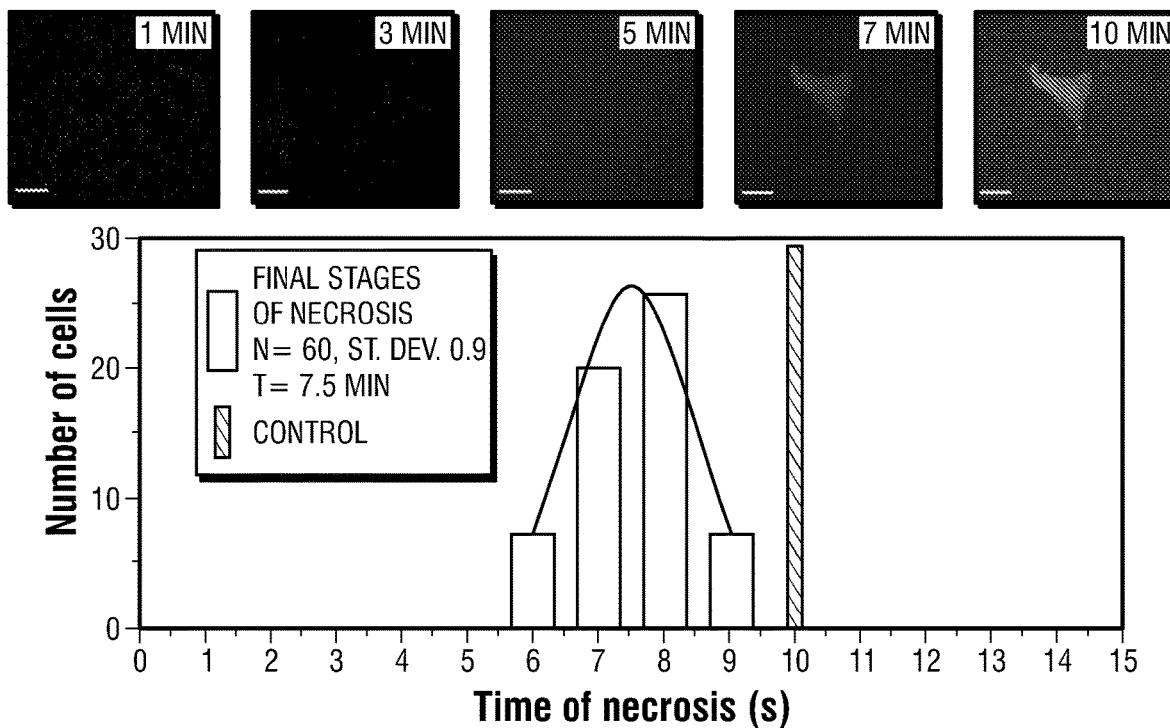 1 MIN
3 MIN
5 MIN
7 MIN
10 MIN
30
20
10
0
Number of cells
FINAL STAGES
OF NECROSIS
N= 60, ST. DEV. 0.9
T= 7.5 MIN
CONTROL
0 1 2 3 4 5 6 7 8 9 10 11 12 13 14 15
Time of necrosis (s)